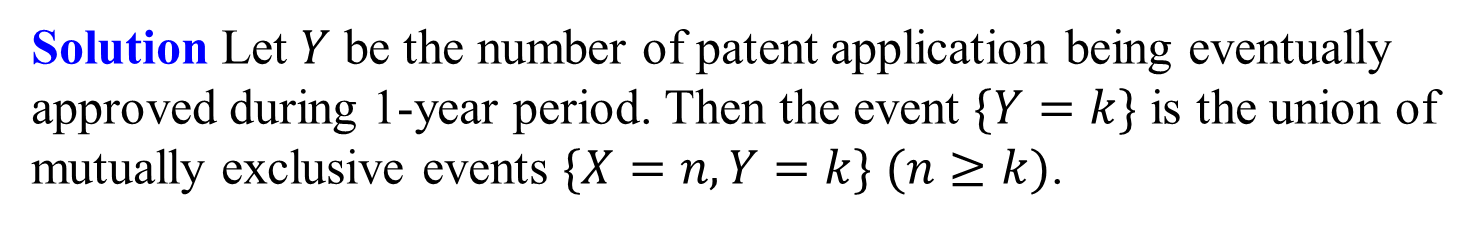 Solution Let Y be the number of patent application being eventually
approved during 1-year period. Then the event {Y = k} is the union of
mutually exclusive events {X = n, Y = k} (n ≥ k).